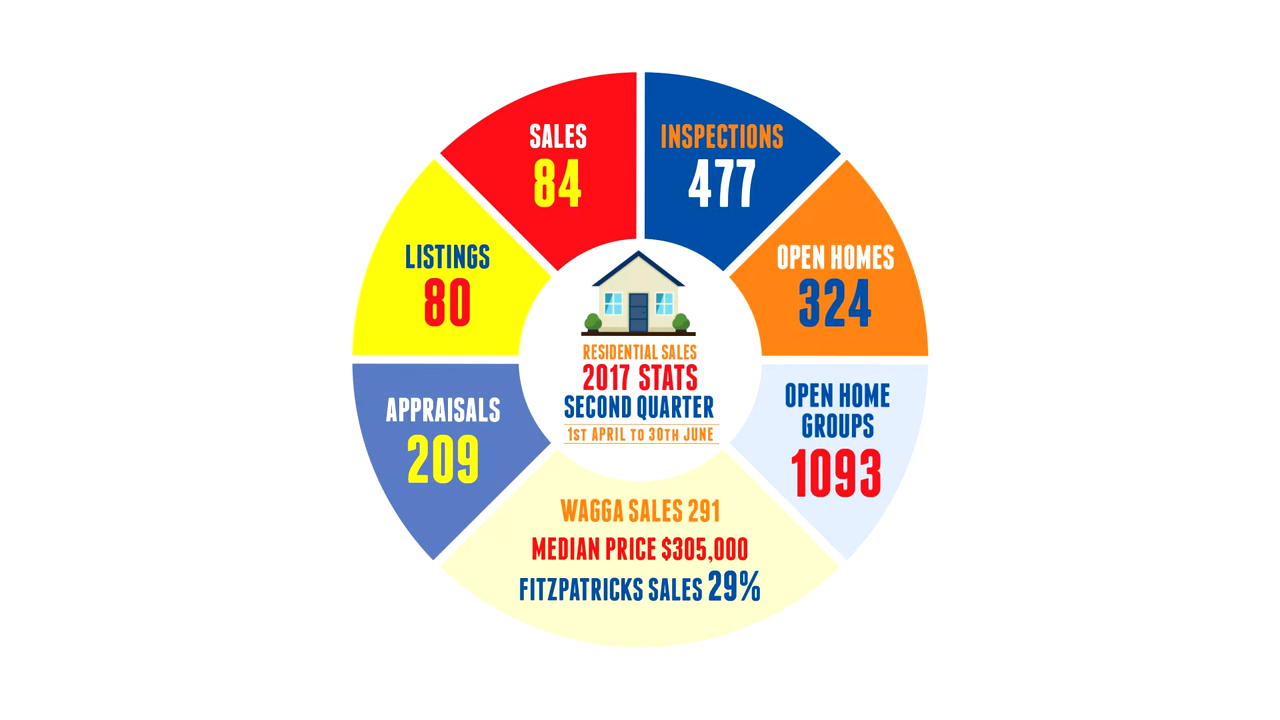 SALES
84
INSPECTIONS
477
LISTINGS
80
OPEN HOMES
324
RESIDENTIAL SALES
2017 STATS
SECOND QUARTER
1ST APRIL TO 30TH JUNE
APPRAISALS
209
OPEN HOME
GROUPS
1093
WAGGA SALES 291
MEDIAN PRICE $305,000
FITZPATRICKS SALES 29%